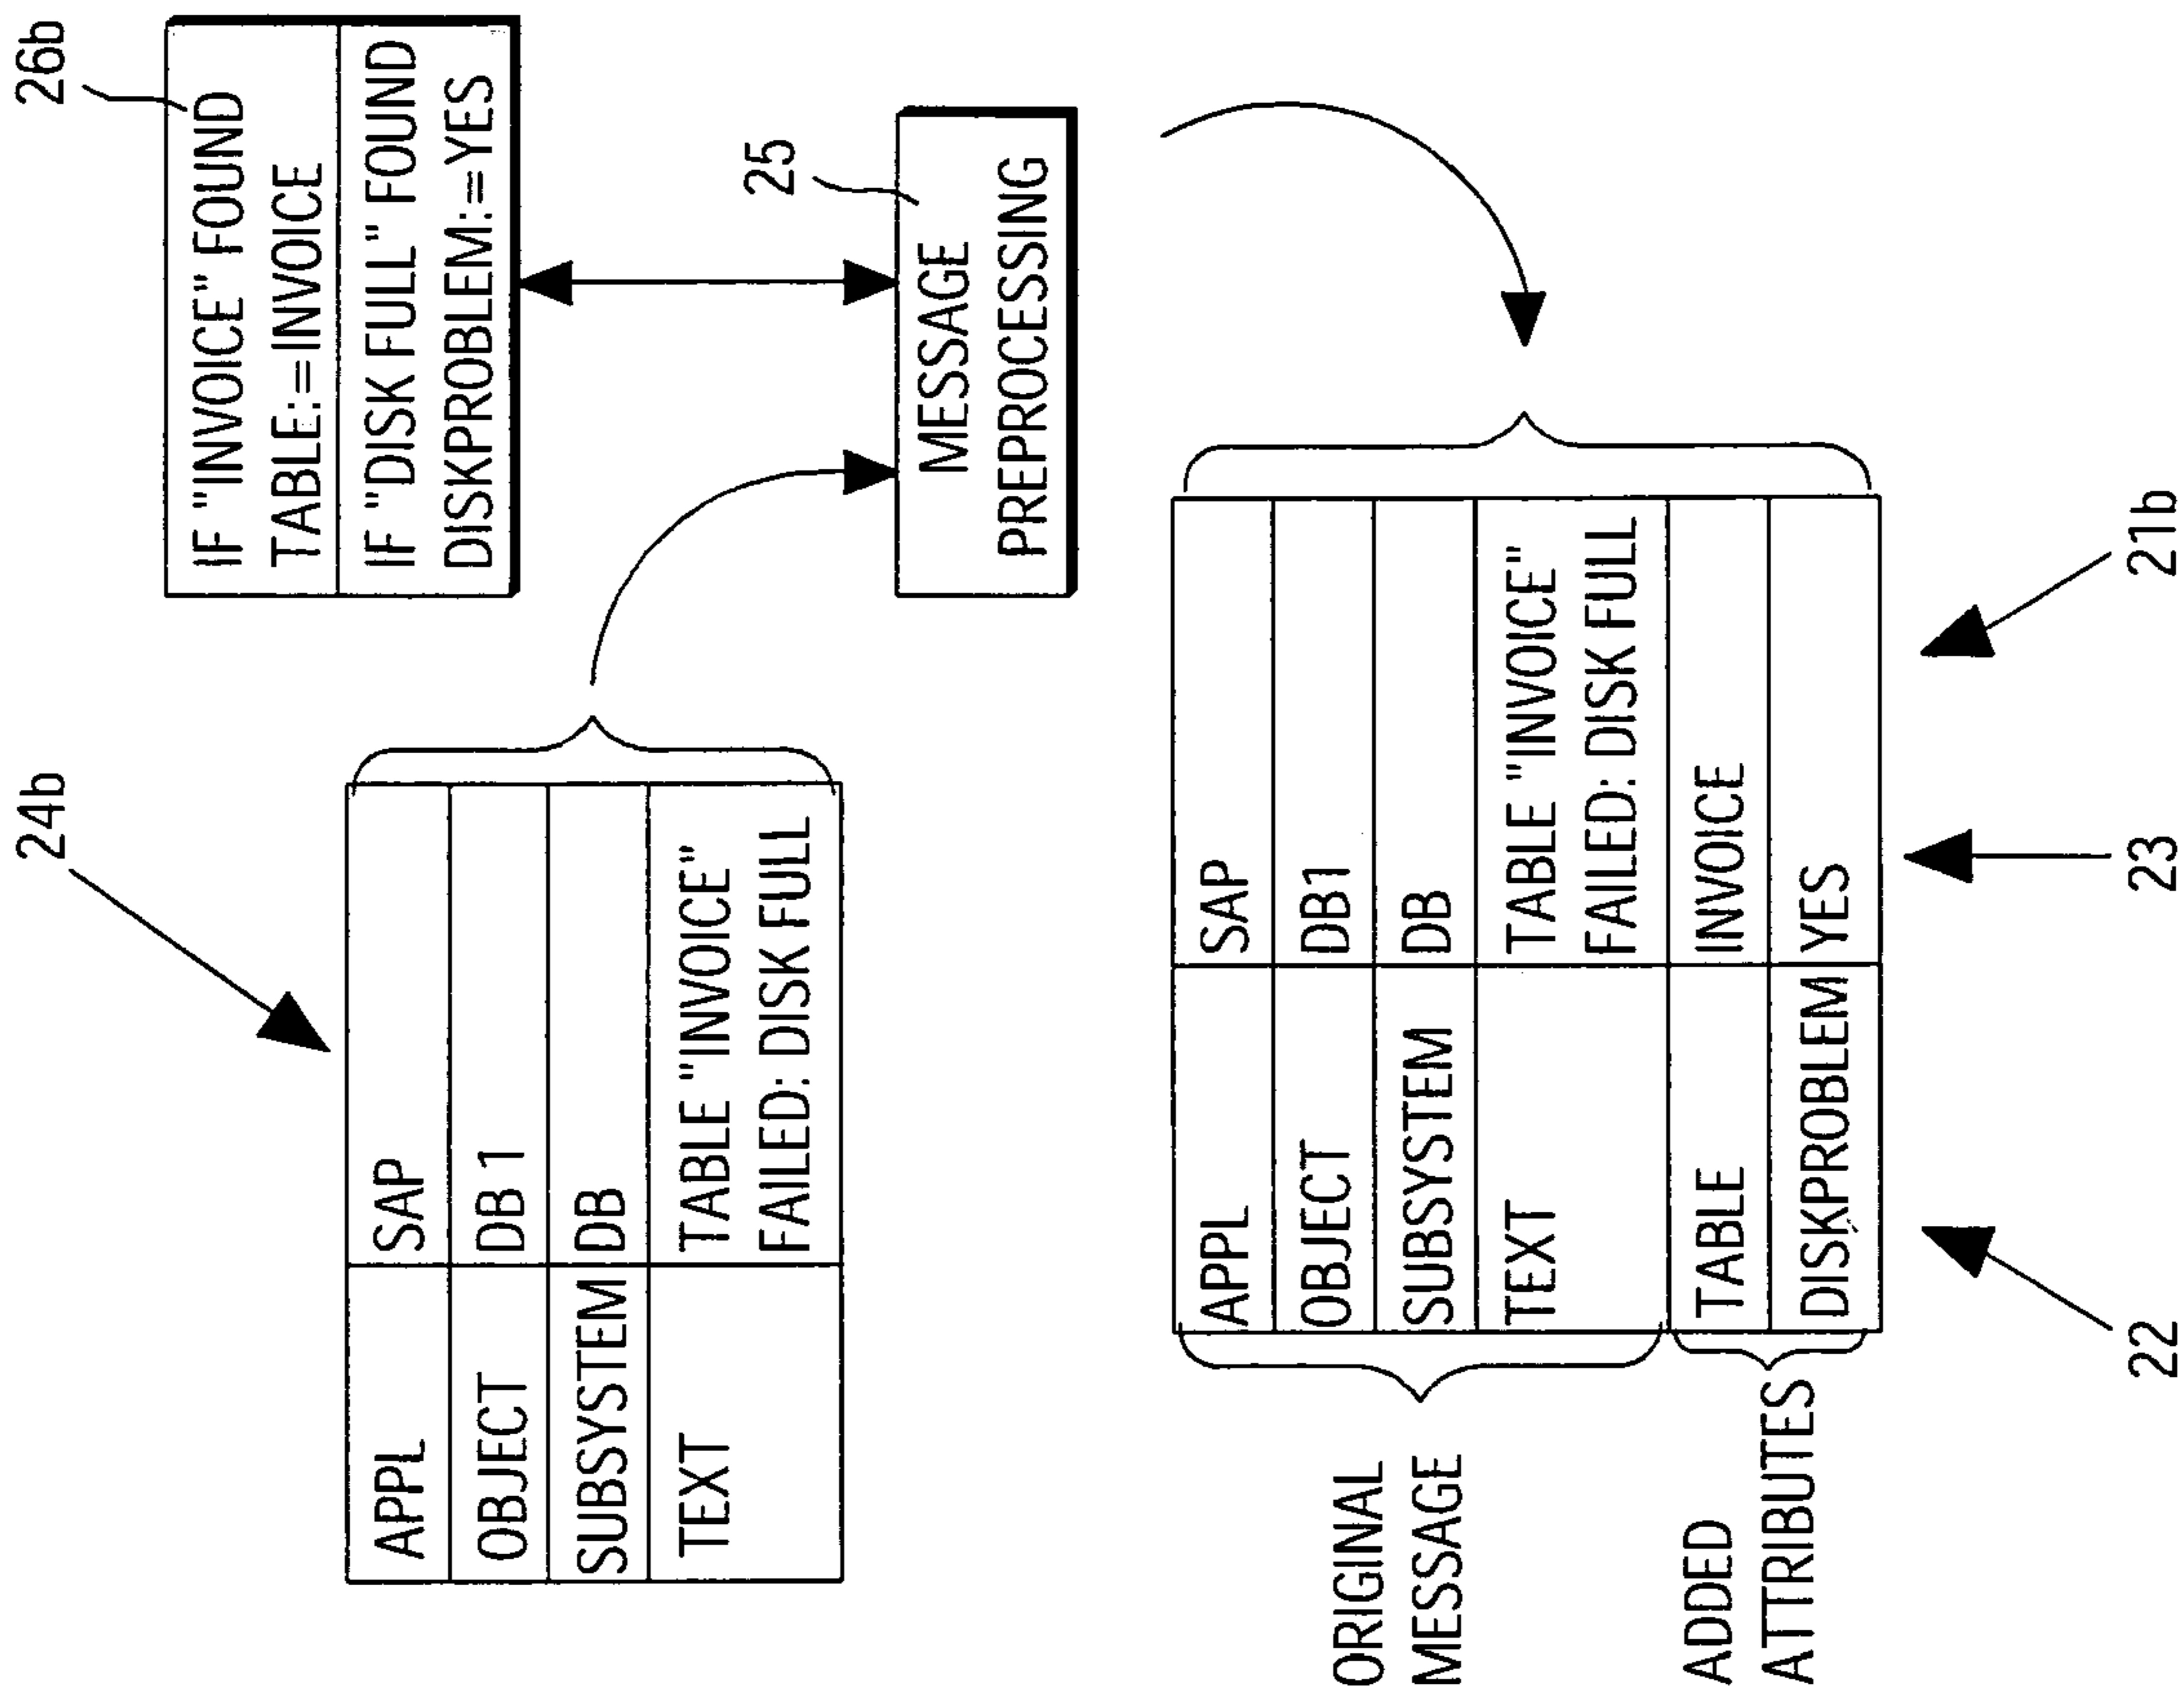 24b
26b
APPL SAP
OBJECT DB 1
SUBSYSTEM DB
TEXT TABLE "INVOICE"
FAILED: DISK FULL
IF "INVOICE" FOUND
TABLE:=INVOICE
IF "DISK FULL" FOUND
DISKPROBLEM:=YES
25
MESSAGE
PREPROCESSING
ORIGINAL
MESSAGE
APPL SAP
OBJECT DB1
SUBSYSTEM DB
TEXT TABLE "INVOICE"
FAILED: DISK FULL
ADDED
ATTRIBUTES
TABLE INVOICE
DISKPROBLEM YES
22
23
21b